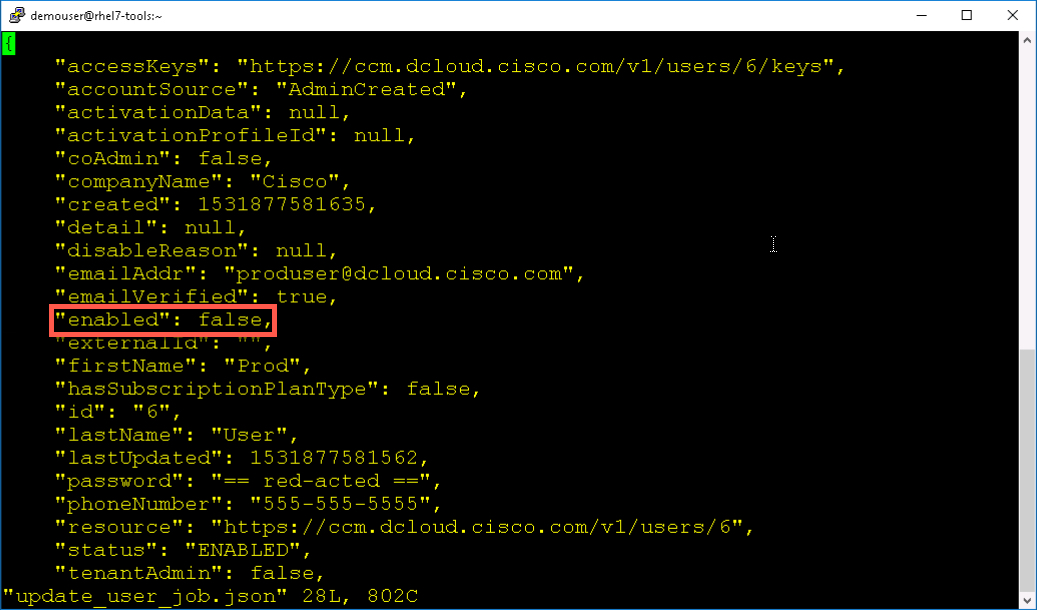 demouser@rhel7-tools:~
{
"accessKeys": "https://ccm.dcloud.cisco.com/v1/users/6/keys",
"accountSource": "AdminCreated",
"activationData": null,
"activationProfileId": null,
"coAdmin": false,
"companyName": "Cisco",
"created": 1531877581635,
"detail": null,
"disableReason": null,
"emailAddr": "produser@dcloud.cisco.com",
"emailVerified": true,
"enabled": false,
"externalId": "",
"firstName": "Prod",
"hasSubscriptionPlanType": false,
"id": "6",
"lastName": "User",
"lastUpdated": 1531877581562,
"password": "== red-acted ==",
"phoneNumber": "555-555-5555",
"resource": "https://ccm.dcloud.cisco.com/v1/users/6",
"status": "ENABLED",
"tenantAdmin": false,
"update_user_job.json" 28L, 802C